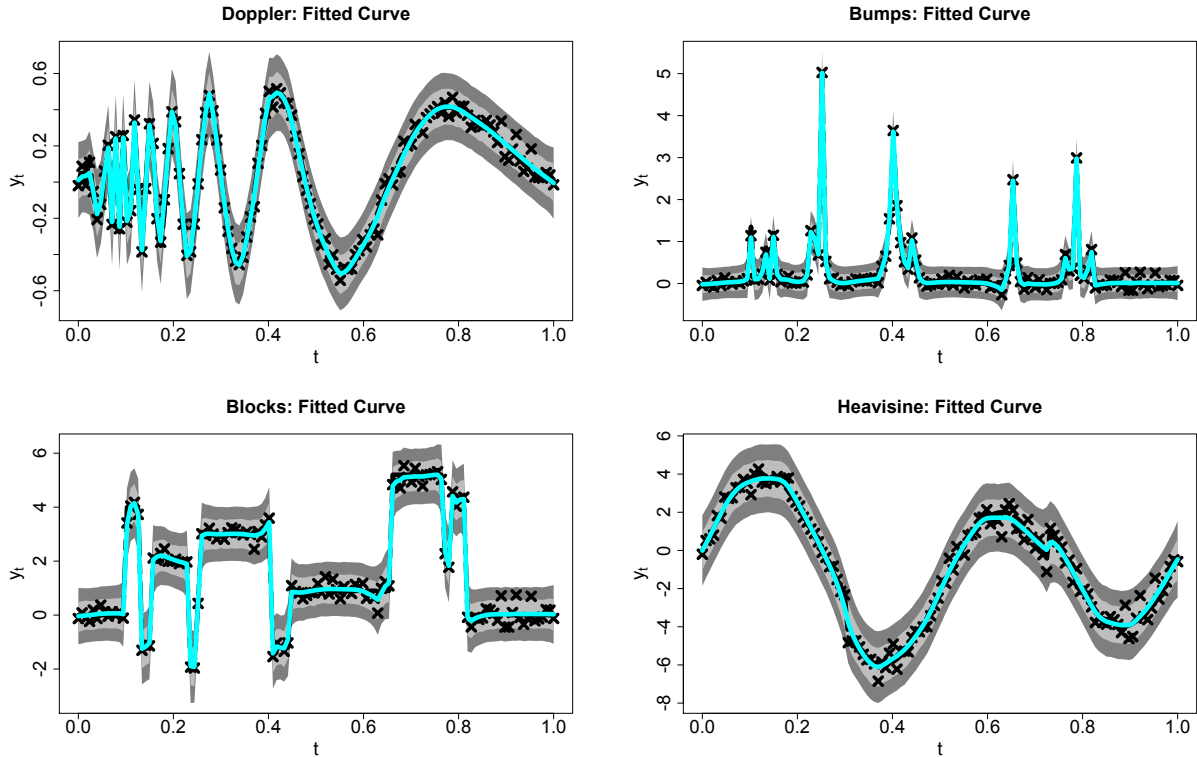 Doppler: Fitted Curve
yt
0.6
0.2
-0.2
-0.6
0.0 0.2 0.4 0.6 0.8 1.0
t
Bumps: Fitted Curve
yt
5
4
3
2
1
0
0.0 0.2 0.4 0.6 0.8 1.0
t
Blocks: Fitted Curve
yt
6
4
2
0
-2
0.0 0.2 0.4 0.6 0.8 1.0
t
Heavisine: Fitted Curve
yt
6
4
2
0
-2
-4
-6
-8
0.0 0.2 0.4 0.6 0.8 1.0
t